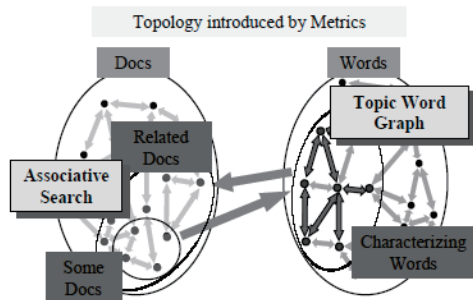 Topology introduced by Metrics
Docs
Words
Topic Word
Graph
Related
Docs
Associative
Search
Some
Docs
Characterizing
Words